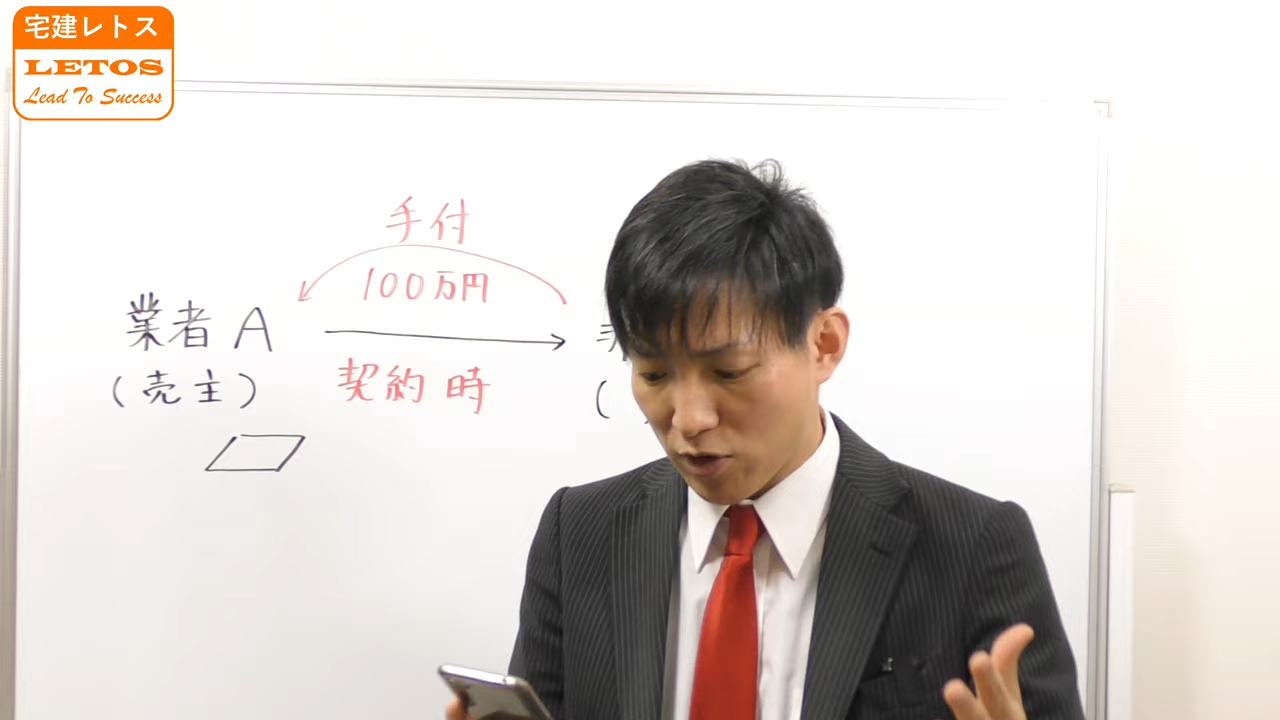 宅建レトス
LETOS
Lead To Success
手付
100万円
業者 A
(売主)
契約時
(